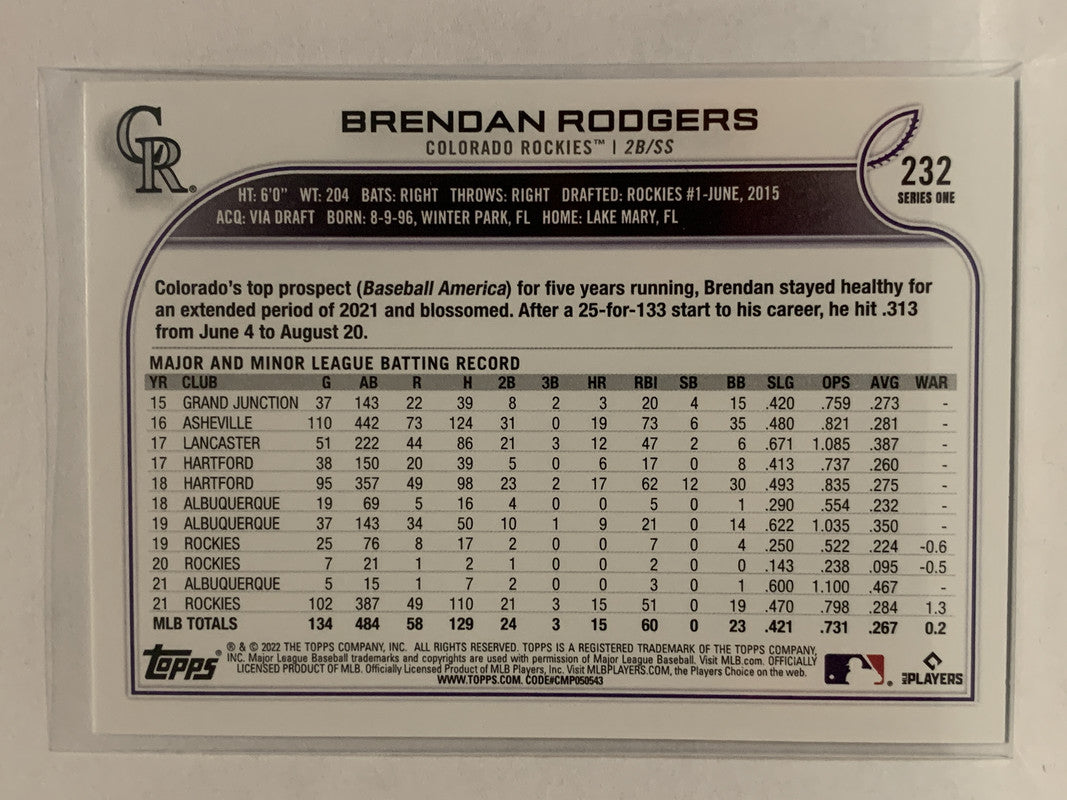 CR
BRENDAN RODGERS
COLORADO ROCKIES™ | 2B/SS
232
SERIES ONE
HT: 6'0" WT: 204 BATS: RIGHT THROWS: RIGHT DRAFTED: ROCKIES #1-JUNE, 2015
ACQ: VIA DRAFT BORN: 8-9-96, WINTER PARK, FL HOME: LAKE MARY, FL
Colorado's top prospect (Baseball America) for five years running, Brendan stayed healthy for
an extended period of 2021 and blossomed. After a 25-for-133 start to his career, he hit .313
from June 4 to August 20.
MAJOR AND MINOR LEAGUE BATTING RECORD
YR CLUB G AB R H 2B 3B HR RBI SB BB SLG OPS AVG WAR
15 GRAND JUNCTION 37 143 22 39 8 2 3 20 4 15 .420 .759 .273 -
16 ASHEVILLE 110 442 73 124 31 0 19 73 6 35 .480 .821 .281 -
17 LANCASTER 51 222 44 86 21 3 12 47 2 6 .671 1.085 .387 -
17 HARTFORD 38 150 20 39 5 0 6 17 0 8 .413 .737 .260 -
18 HARTFORD 95 357 49 98 23 2 17 62 12 30 .493 .835 .275 -
18 ALBUQUERQUE 19 69 5 16 4 0 0 5 0 1 .290 .554 .232 -
19 ALBUQUERQUE 37 143 34 50 10 1 9 21 0 14 .622 1.035 .350 -
19 ROCKIES 25 76 8 17 2 0 0 7 0 4 .250 .522 .224 -0.6
20 ROCKIES 7 21 1 2 1 0 0 2 0 0 .143 .238 .095 -0.5
21 ALBUQUERQUE 5 15 1 7 2 0 0 3 0 1 .600 1.100 .467 -
21 ROCKIES 102 387 49 110 21 3 15 51 0 19 .470 .798 .284 1.3
MLB TOTALS 134 484 58 129 24 3 15 60 0 23 .421 .731 .267 0.2
TOPPS®
® & © 2022 THE TOPPS COMPANY, INC. ALL RIGHTS RESERVED. TOPPS IS A REGISTERED TRADEMARK OF THE TOPPS COMPANY,
INC. Major League Baseball trademarks and copyrights are used with permission of Major League Baseball. Visit MLB.com. OFFICIALLY
LICENSED PRODUCT OF MLB. Officially Licensed Product of MLB Players, Inc. Visit MLBPLAYERS.COM, the Players Choice on the web.
WWW.TOPPS.COM. CODE#CMP050543
MLB PLAYERS